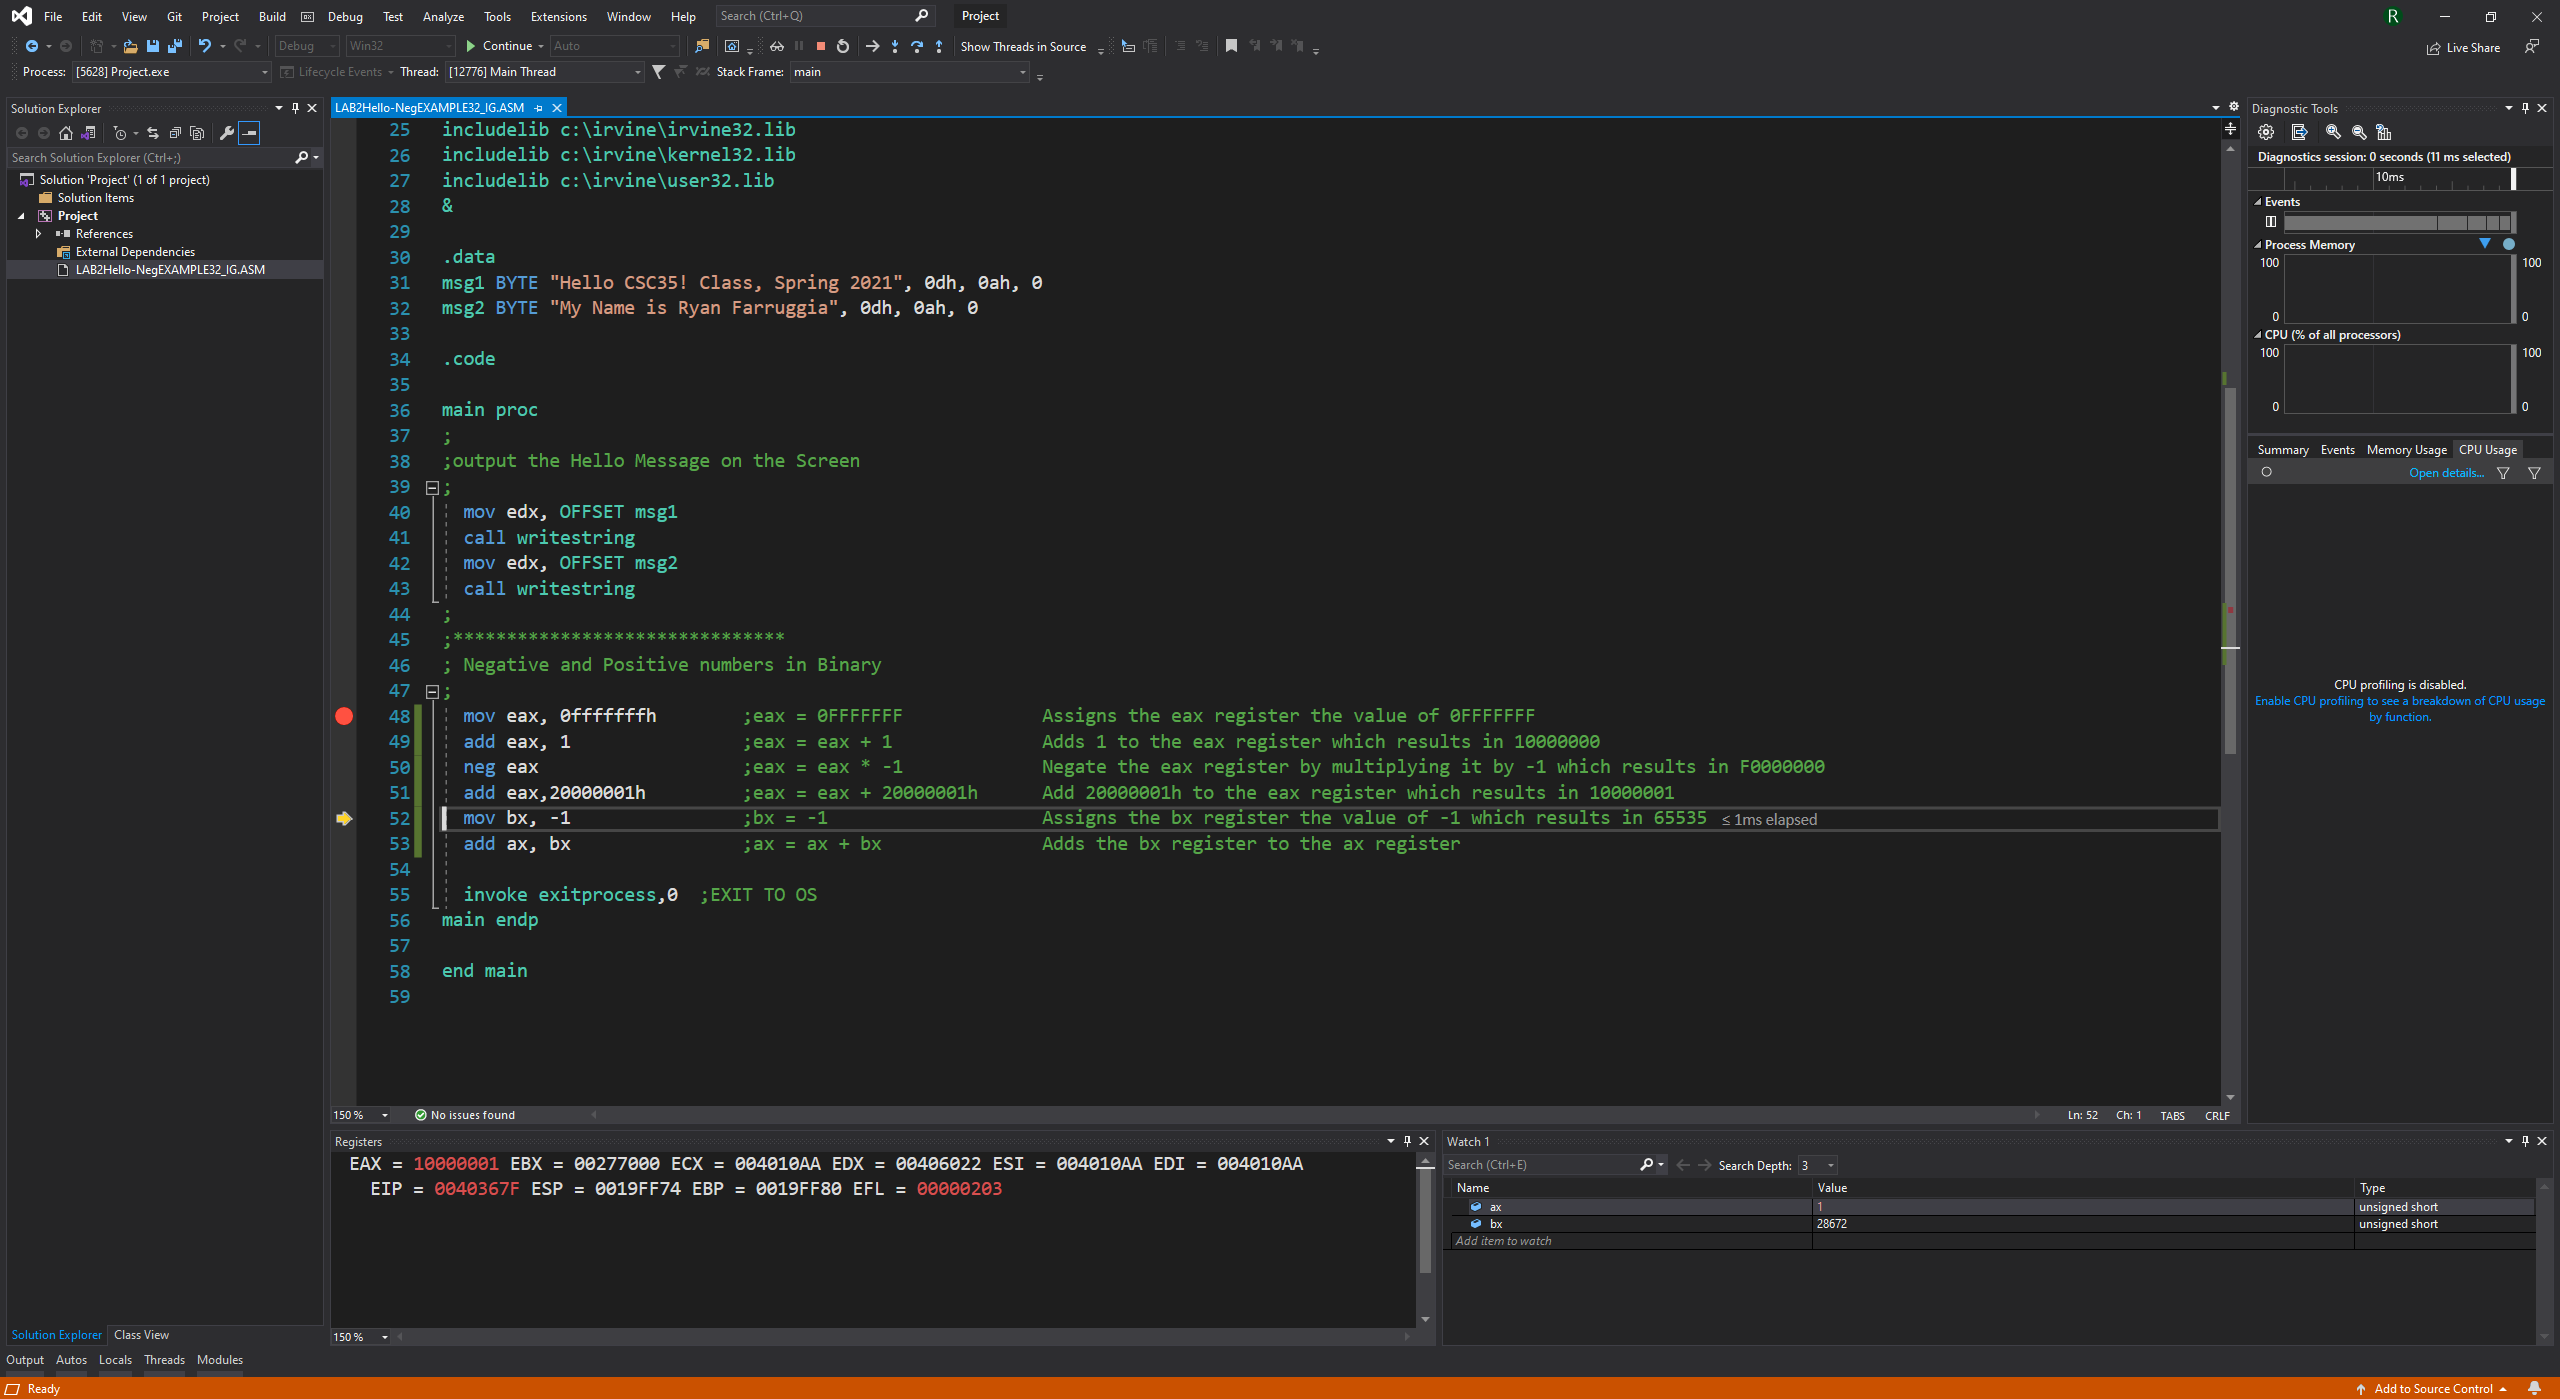 File Edit View Git Project Build Debug Test Analyze Tools Extensions Window Help Search (Ctrl+Q) Project R
Debug Win32 Continue Auto Show Threads in Source Live Share
Process: [5628] Project.exe Lifecycle Events Thread: [12776] Main Thread Stack Frame: main
Solution Explorer
Search Solution Explorer (Ctrl+;)
Solution 'Project' (1 of 1 project)
Solution Items
Project
References
External Dependencies
LAB2Hello-NegEXAMPLE32_IG.ASM
Solution Explorer Class View
LAB2Hello-NegEXAMPLE32_IG.ASM
25 includelib c:\irvine\irvine32.lib
26 includelib c:\irvine\kernel32.lib
27 includelib c:\irvine\user32.lib
28 &
29
30 .data
31 msg1 BYTE "Hello CSC35! Class, Spring 2021", 0dh, 0ah, 0
32 msg2 BYTE "My Name is Ryan Farruggia", 0dh, 0ah, 0
33
34 .code
35
36 main proc
37 ;
38 ;output the Hello Message on the Screen
39 ;
40 mov edx, OFFSET msg1
41 call writestring
42 mov edx, OFFSET msg2
43 call writestring
44 ;
45 ;*******************************
46 ; Negative and Positive numbers in Binary
47 ;
48 mov eax, 0fffffffh ;eax = 0FFFFFFF Assigns the eax register the value of 0FFFFFFF
49 add eax, 1 ;eax = eax + 1 Adds 1 to the eax register which results in 10000000
50 neg eax ;eax = eax * -1 Negate the eax register by multiplying it by -1 which results in F0000000
51 add eax,20000001h ;eax = eax + 20000001h Add 20000001h to the eax register which results in 10000001
52 mov bx, -1 ;bx = -1 Assigns the bx register the value of -1 which results in 65535 ≤ 1ms elapsed
53 add ax, bx ;ax = ax + bx Adds the bx register to the ax register
54
55 invoke exitprocess,0 ;EXIT TO OS
56 main endp
57
58 end main
59
150 % No issues found Ln: 52 Ch: 1 TABS CRLF
Registers
EAX = 10000001 EBX = 00277000 ECX = 004010AA EDX = 00406022 ESI = 004010AA EDI = 004010AA
EIP = 0040367F ESP = 0019FF74 EBP = 0019FF80 EFL = 00000203
150 %
Watch 1
Search (Ctrl+E) Search Depth: 3
Name Value Type
ax 1 unsigned short
bx 28672 unsigned short
Add item to watch
Diagnostic Tools
Diagnostics session: 0 seconds (11 ms selected)
10ms
Events
Process Memory
100 100
0 0
CPU (% of all processors)
100 100
0 0
Summary Events Memory Usage CPU Usage
Open details...
CPU profiling is disabled.
Enable CPU profiling to see a breakdown of CPU usage
by function.
Output Autos Locals Threads Modules
Ready Add to Source Control